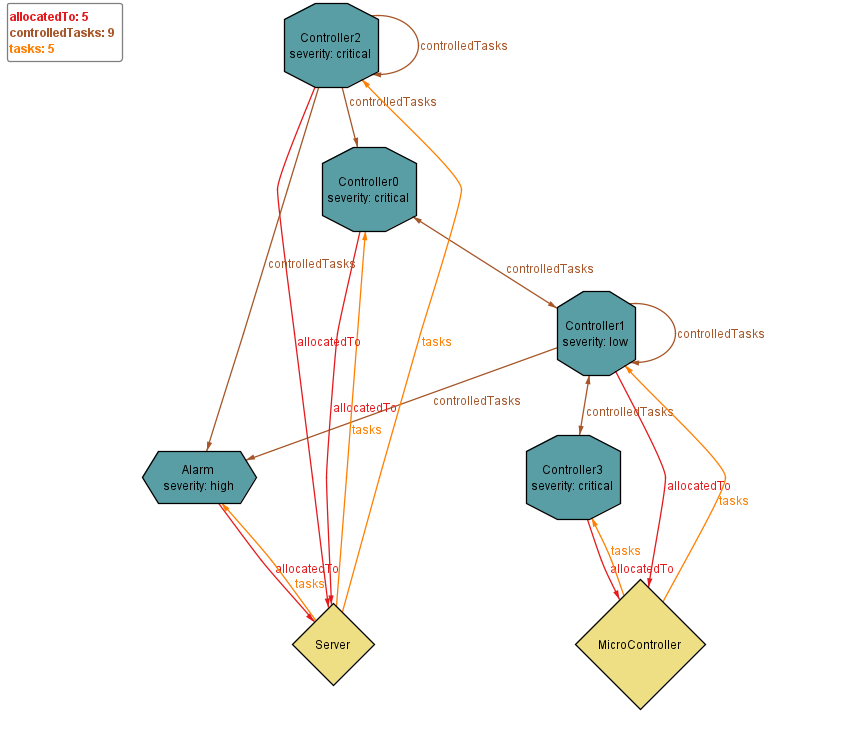 allocatedTo: 5
controlledTasks: 9
tasks: 5
Controller2
severity: critical
controlledTasks
controlledTasks
Controller0
severity: critical
controlledTasks
controlledTasks
Controller1
severity: low
controlledTasks
allocatedTo
tasks
controlledTasks
allocatedTo
controlledTasks
tasks
Alarm
severity: high
Controller3
severity: critical
allocatedTo
tasks
tasks
allocatedTo
allocatedTo
tasks
Server
MicroController